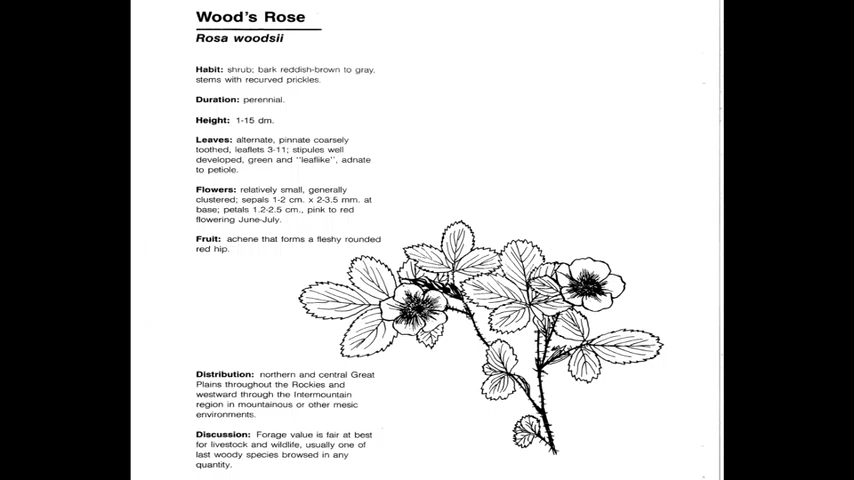 Wood's Rose
Rosa woodsii
Habit: shrub; bark reddish-brown to gray,
stems with recurved prickles.
Duration: perennial.
Height: 1-15 dm.
Leaves: alternate, pinnate coarsely
toothed, leaflets 3-11; stipules well
developed, green and "leaflike", adnate
to petiole.
Flowers: relatively small, generally
clustered; sepals 1-2 cm. x 2-3.5 mm. at
base; petals 1.2-2.5 cm., pink to red
flowering June-July.
Fruit: achene that forms a fleshy rounded
red hip.
Distribution: northern and central Great
Plains throughout the Rockies and
westward through the Intermountain
region in mountainous or other mesic
environments.
Discussion: Forage value is fair at best
for livestock and wildlife, usually one of
last woody species browsed in any
quantity.